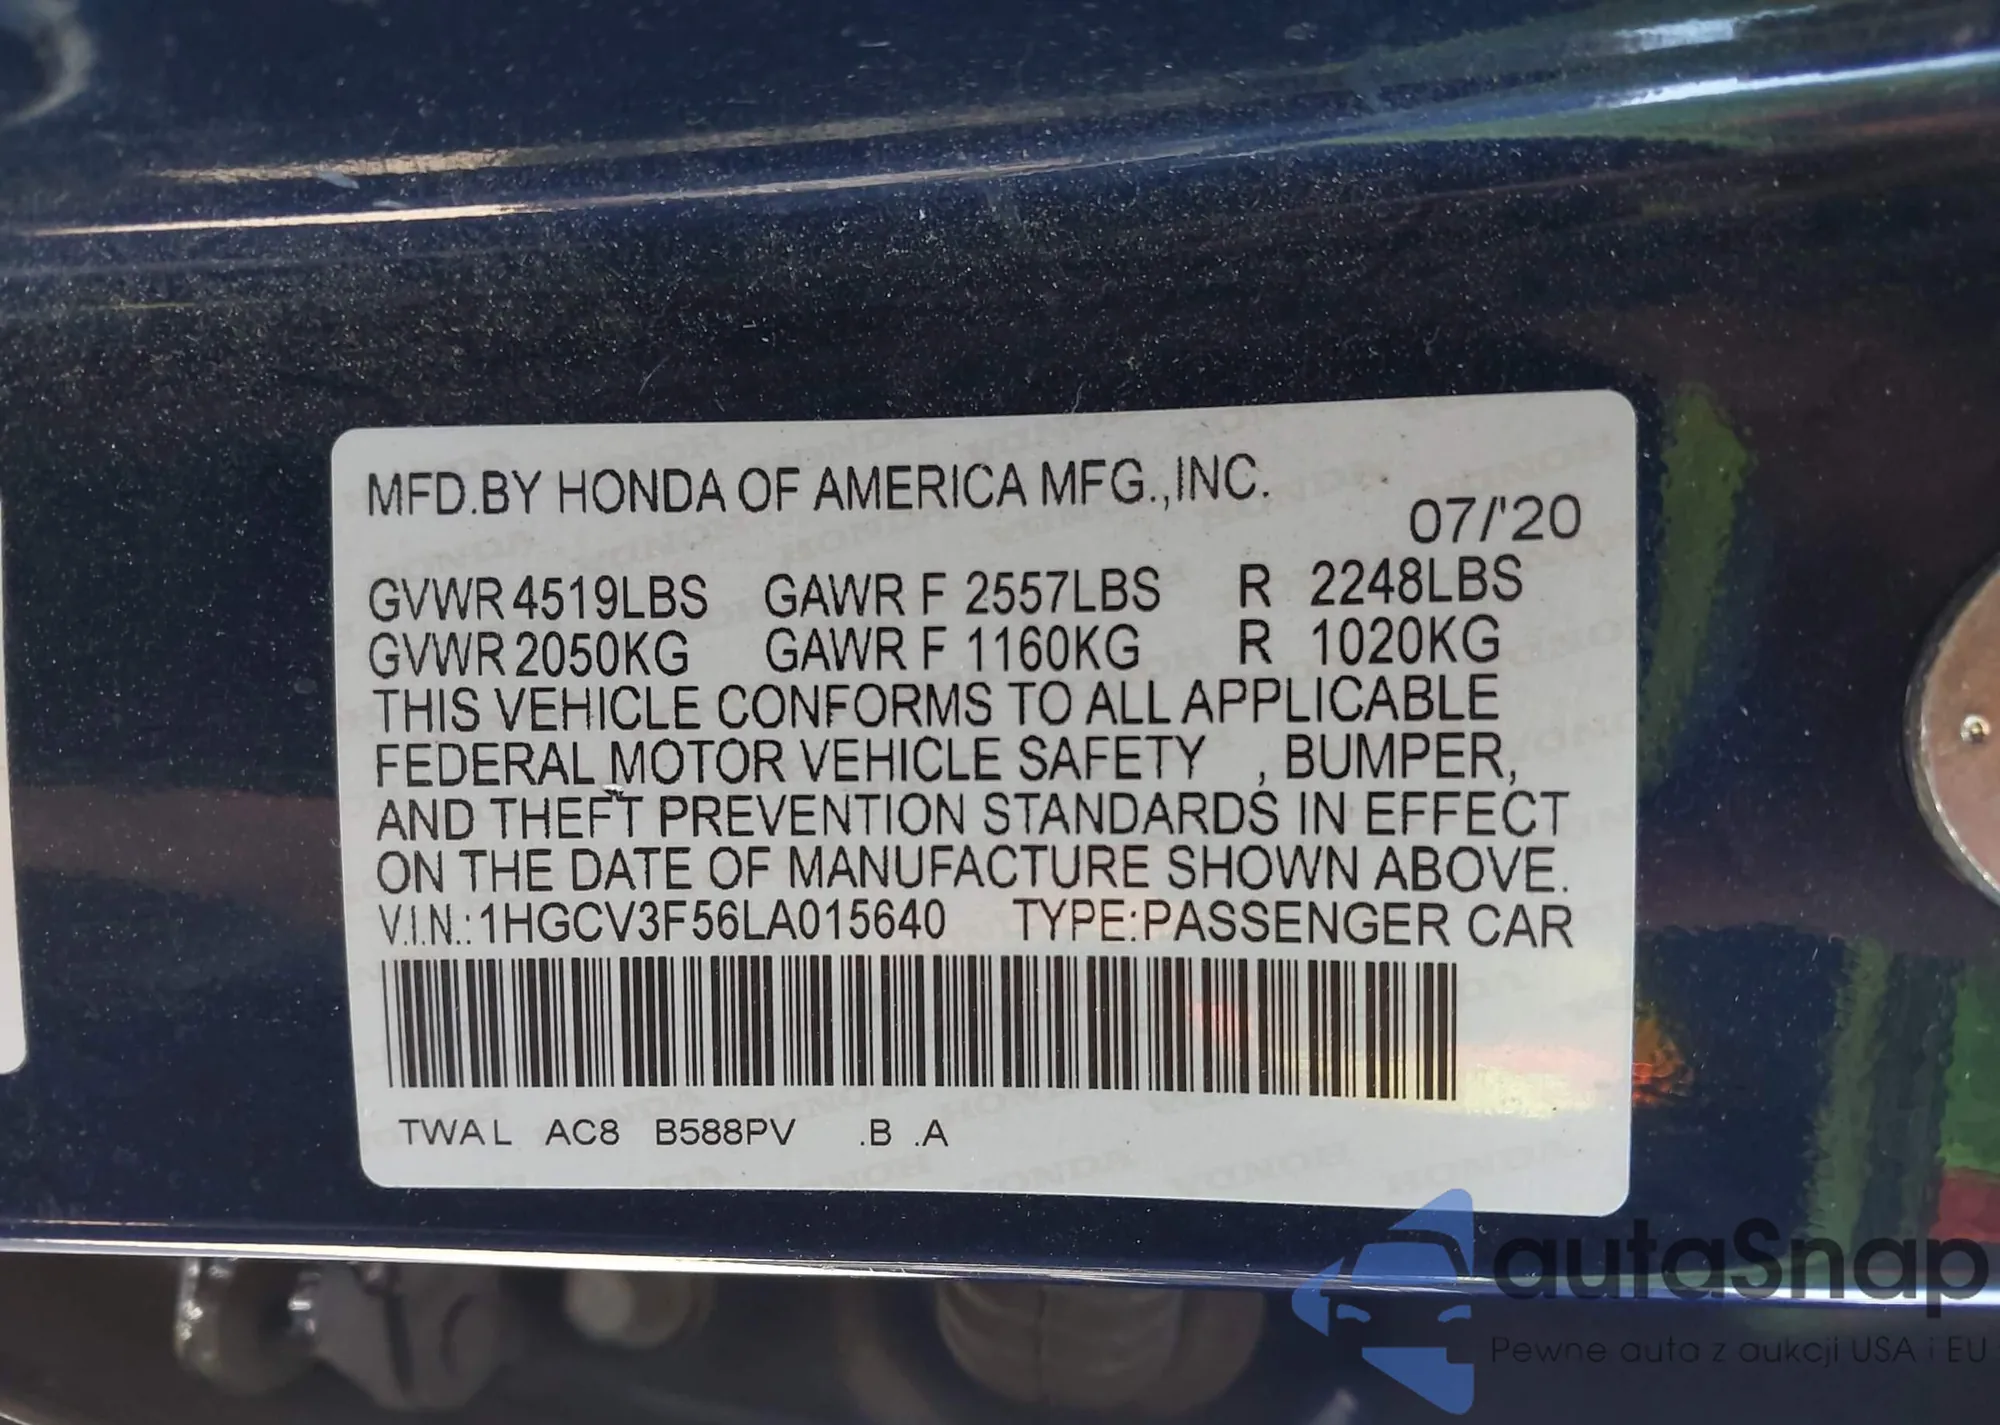 MFD.BY HONDA OF AMERICA MFG.,INC.
07/'20
GVWR 4519LBS GAWR F 2557LBS R 2248LBS
GVWR 2050KG GAWR F 1160KG R 1020KG
THIS VEHICLE CONFORMS TO ALL APPLICABLE
FEDERAL MOTOR VEHICLE SAFETY , BUMPER,
AND THEFT PREVENTION STANDARDS IN EFFECT
ON THE DATE OF MANUFACTURE SHOWN ABOVE.
V.I.N.: 1HGCV3F56LA015640 TYPE:PASSENGER CAR
TWAL AC8 B588PV .B .A
autaSnap
Pewne auta z aukcji USA i EU